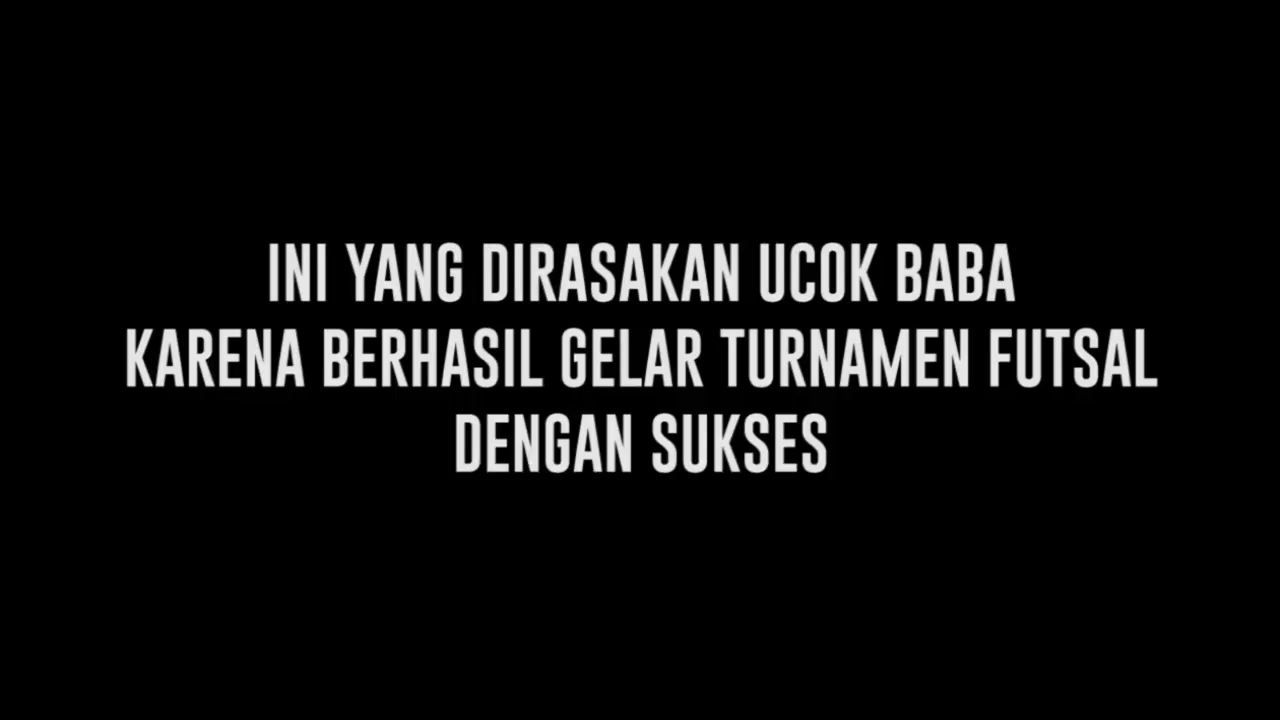 INI YANG DIRASAKAN UCOK BABA
KARENA BERHASIL GELAR TURNAMEN FUTSAL
DENGAN SUKSES